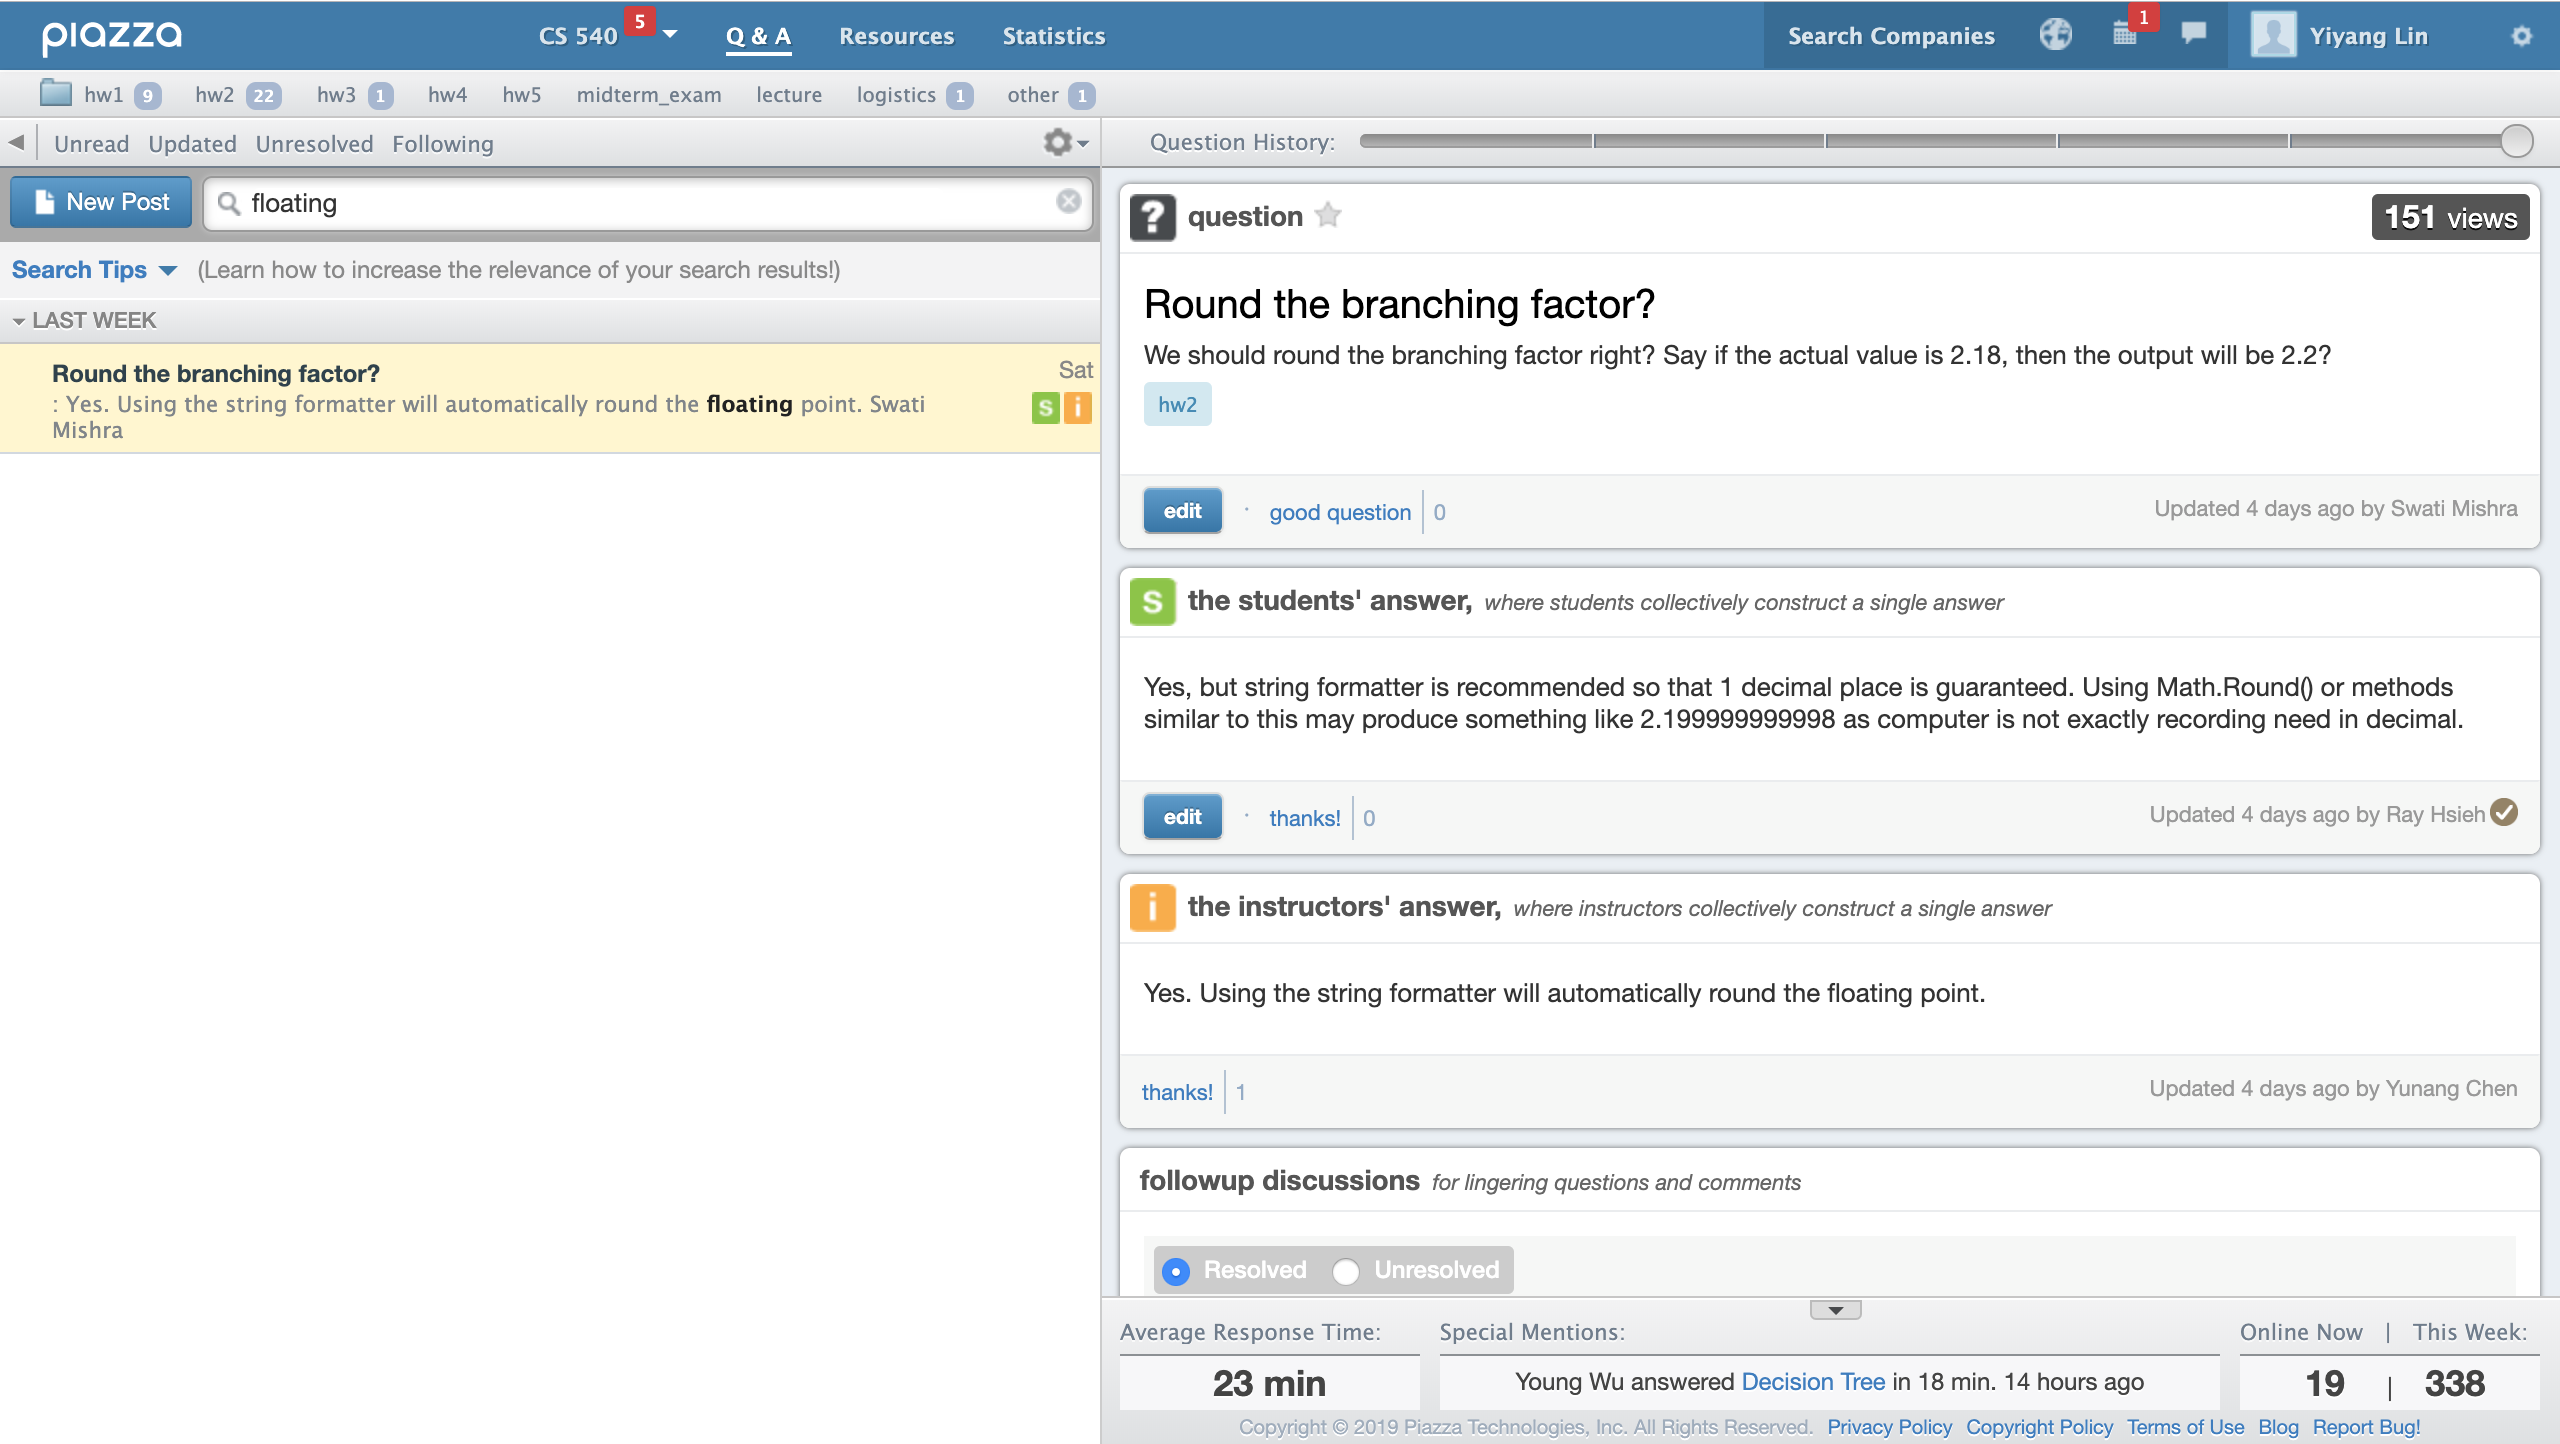 piazza
CS 540 5
Q & A
Resources
Statistics
Search Companies
1
Yiyang Lin
hw1 9
hw2 22
hw3 1
hw4
hw5
midterm_exam
lecture
logistics 1
other 1
Unread Updated Unresolved Following
New Post
floating
Search Tips (Learn how to increase the relevance of your search results!)
LAST WEEK
Round the branching factor? Sat
: Yes. Using the string formatter will automatically round the floating point. Swati
Mishra
S i
Question History:
? question
151 views
Round the branching factor?
We should round the branching factor right? Say if the actual value is 2.18, then the output will be 2.2?
hw2
edit · good question 0
Updated 4 days ago by Swati Mishra
S the students' answer, where students collectively construct a single answer
Yes, but string formatter is recommended so that 1 decimal place is guaranteed. Using Math.Round() or methods
similar to this may produce something like 2.199999999998 as computer is not exactly recording need in decimal.
edit · thanks! 0
Updated 4 days ago by Ray Hsieh
i the instructors' answer, where instructors collectively construct a single answer
Yes. Using the string formatter will automatically round the floating point.
thanks! 1
Updated 4 days ago by Yunang Chen
followup discussions for lingering questions and comments
Resolved Unresolved
Average Response Time:
23 min
Special Mentions:
Young Wu answered Decision Tree in 18 min. 14 hours ago
Online Now | This Week:
19 | 338
Copyright © 2019 Piazza Technologies, Inc. All Rights Reserved. Privacy Policy Copyright Policy Terms of Use Blog Report Bug!